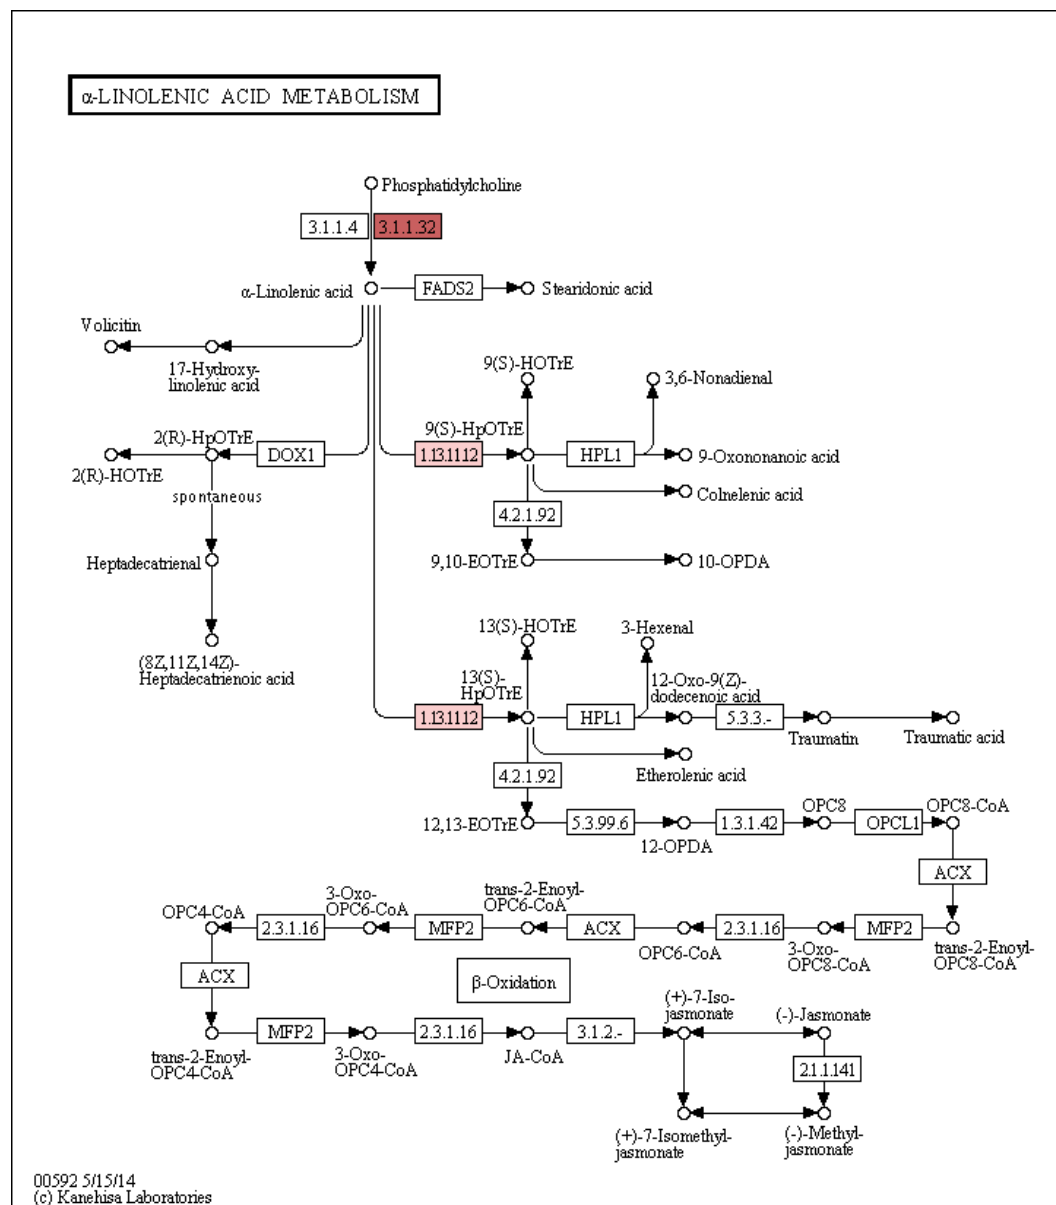 α-LINOLENIC ACID METABOLISM
Phosphatidylcholine
3.1.1.4
3.1.1.32
α-Linolenic acid
FADS2
Stearidonic acid
Volicitin
17-Hydroxy-
linolenic acid
9(S)-HOTrE
3,6-Nonadienal
2(R)-HpOTrE
DOX1
9(S)-HpOTrE
1.13.11.12
HPL1
9-Oxononanoic acid
2(R)-HOTrE
spontaneous
Colnelenic acid
4.2.1.92
Heptadecatrienal
9,10-EOTrE
10-OPDA
13(S)-HOTrE
3-Hexenal
(8Z,11Z,14Z)-
Heptadecatrienoic acid
13(S)-
HpOTrE
12-Oxo-9(Z)-
dodecenoic acid
1.13.11.12
HPL1
5.3.3.-
Traumatin
Traumatic acid
Etherolenic acid
4.2.1.92
12,13-EOTrE
5.3.99.6
12-OPDA
1.3.1.42
OPC8
OPCL1
OPC8-CoA
ACX
OPC4-CoA
2.3.1.16
3-Oxo-
OPC6-CoA
MFP2
trans-2-Enoyl-
OPC6-CoA
ACX
OPC6-CoA
2.3.1.16
3-Oxo-
OPC8-CoA
MFP2
trans-2-Enoyl-
OPC8-CoA
ACX
β-Oxidation
trans-2-Enoyl-
OPC4-CoA
MFP2
3-Oxo-
OPC4-CoA
2.3.1.16
JA-CoA
3.1.2.-
(+)-7-Iso-
jasmonate
(-)-Jasmonate
2.1.1.141
(+)-7-Isomethyl-
jasmonate
(-)-Methyl-
jasmonate
00592 5/15/14
(c) Kanehisa Laboratories